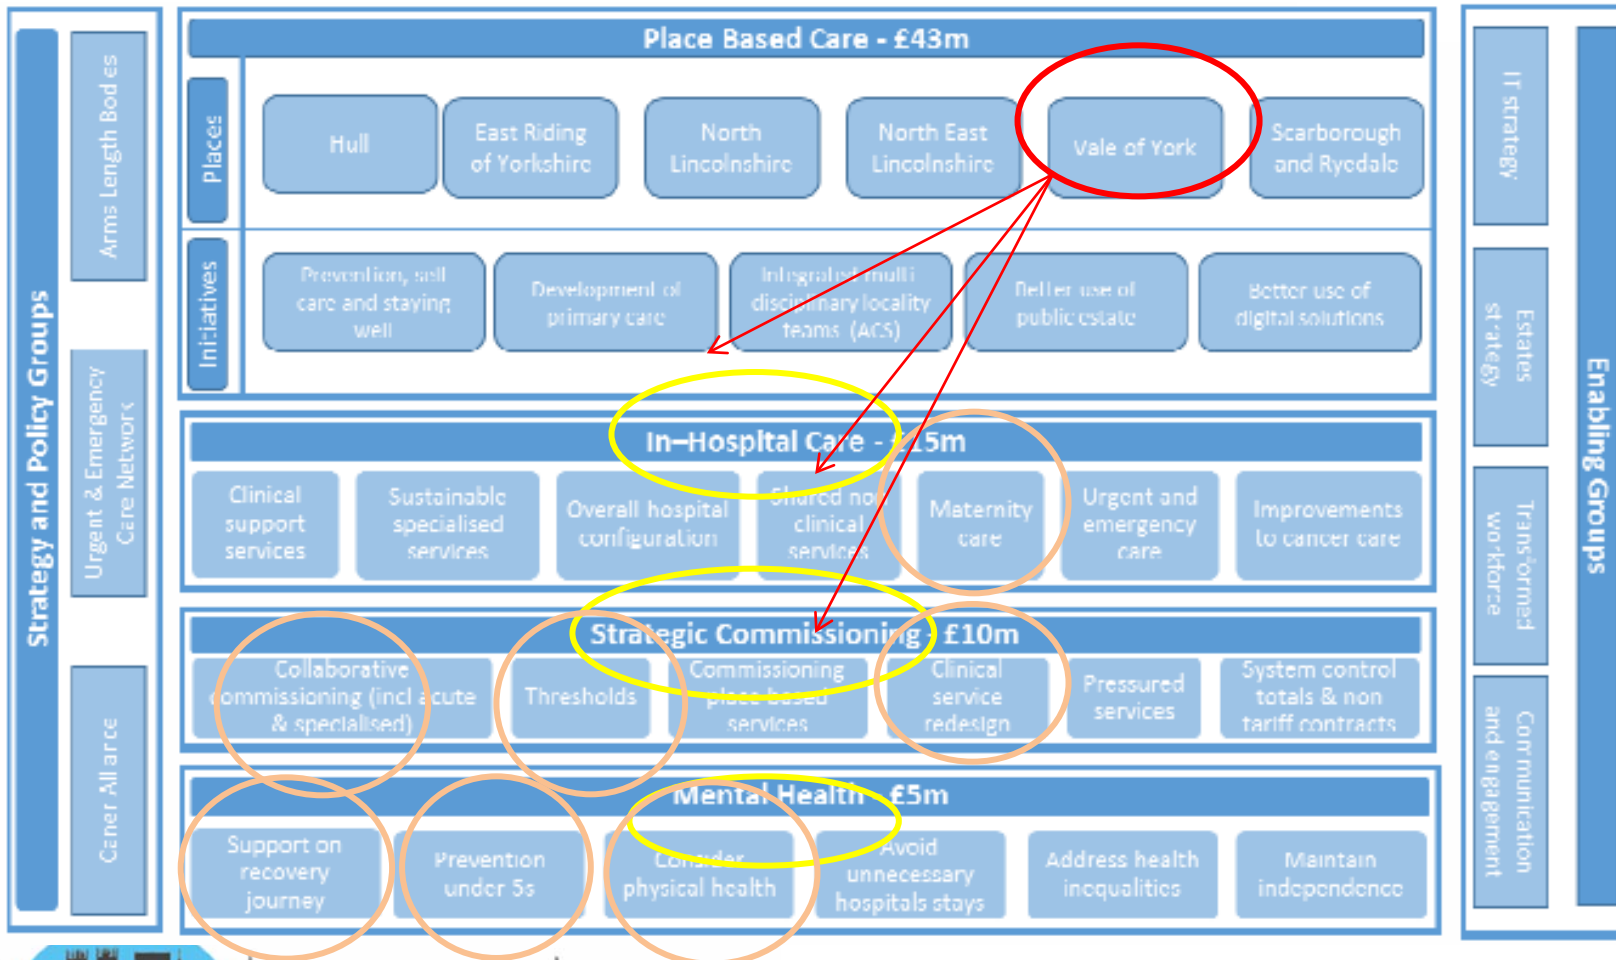 Strategy and Policy Groups
Arms Length Bodies
Urgent & Emergency
Care Network
Caner Alliance
Place Based Care - £43m
Places
Hull
East Riding
of Yorkshire
North
Lincolnshire
North East
Lincolnshire
Vale of York
Scarborough
and Ryedale
Initiatives
Prevention, self
care and staying
well
Development of
primary care
Integrated multi
disciplinary locality
teams (ACS)
Better use of
public estate
Better use of
digital solutions
In–Hospital Care - £15m
Clinical
support
services
Sustainable
specialised
services
Overall hospital
configuration
Shared non
clinical
services
Maternity
care
Urgent and
emergency
care
Improvements
to cancer care
Strategic Commissioning - £10m
Collaborative
commissioning (incl acute
& specialised)
Thresholds
Commissioning
place based
services
Clinical
service
redesign
Pressured
services
System control
totals & non
tariff contracts
Mental Health - £5m
Support on
recovery
journey
Prevention
under 5s
Consider
physical health
Avoid
unnecessary
hospitals stays
Address health
inequalities
Maintain
independence
IT strategy
Estates
strategy
Transformed
workforce
Communication
and engagement
Enabling Groups